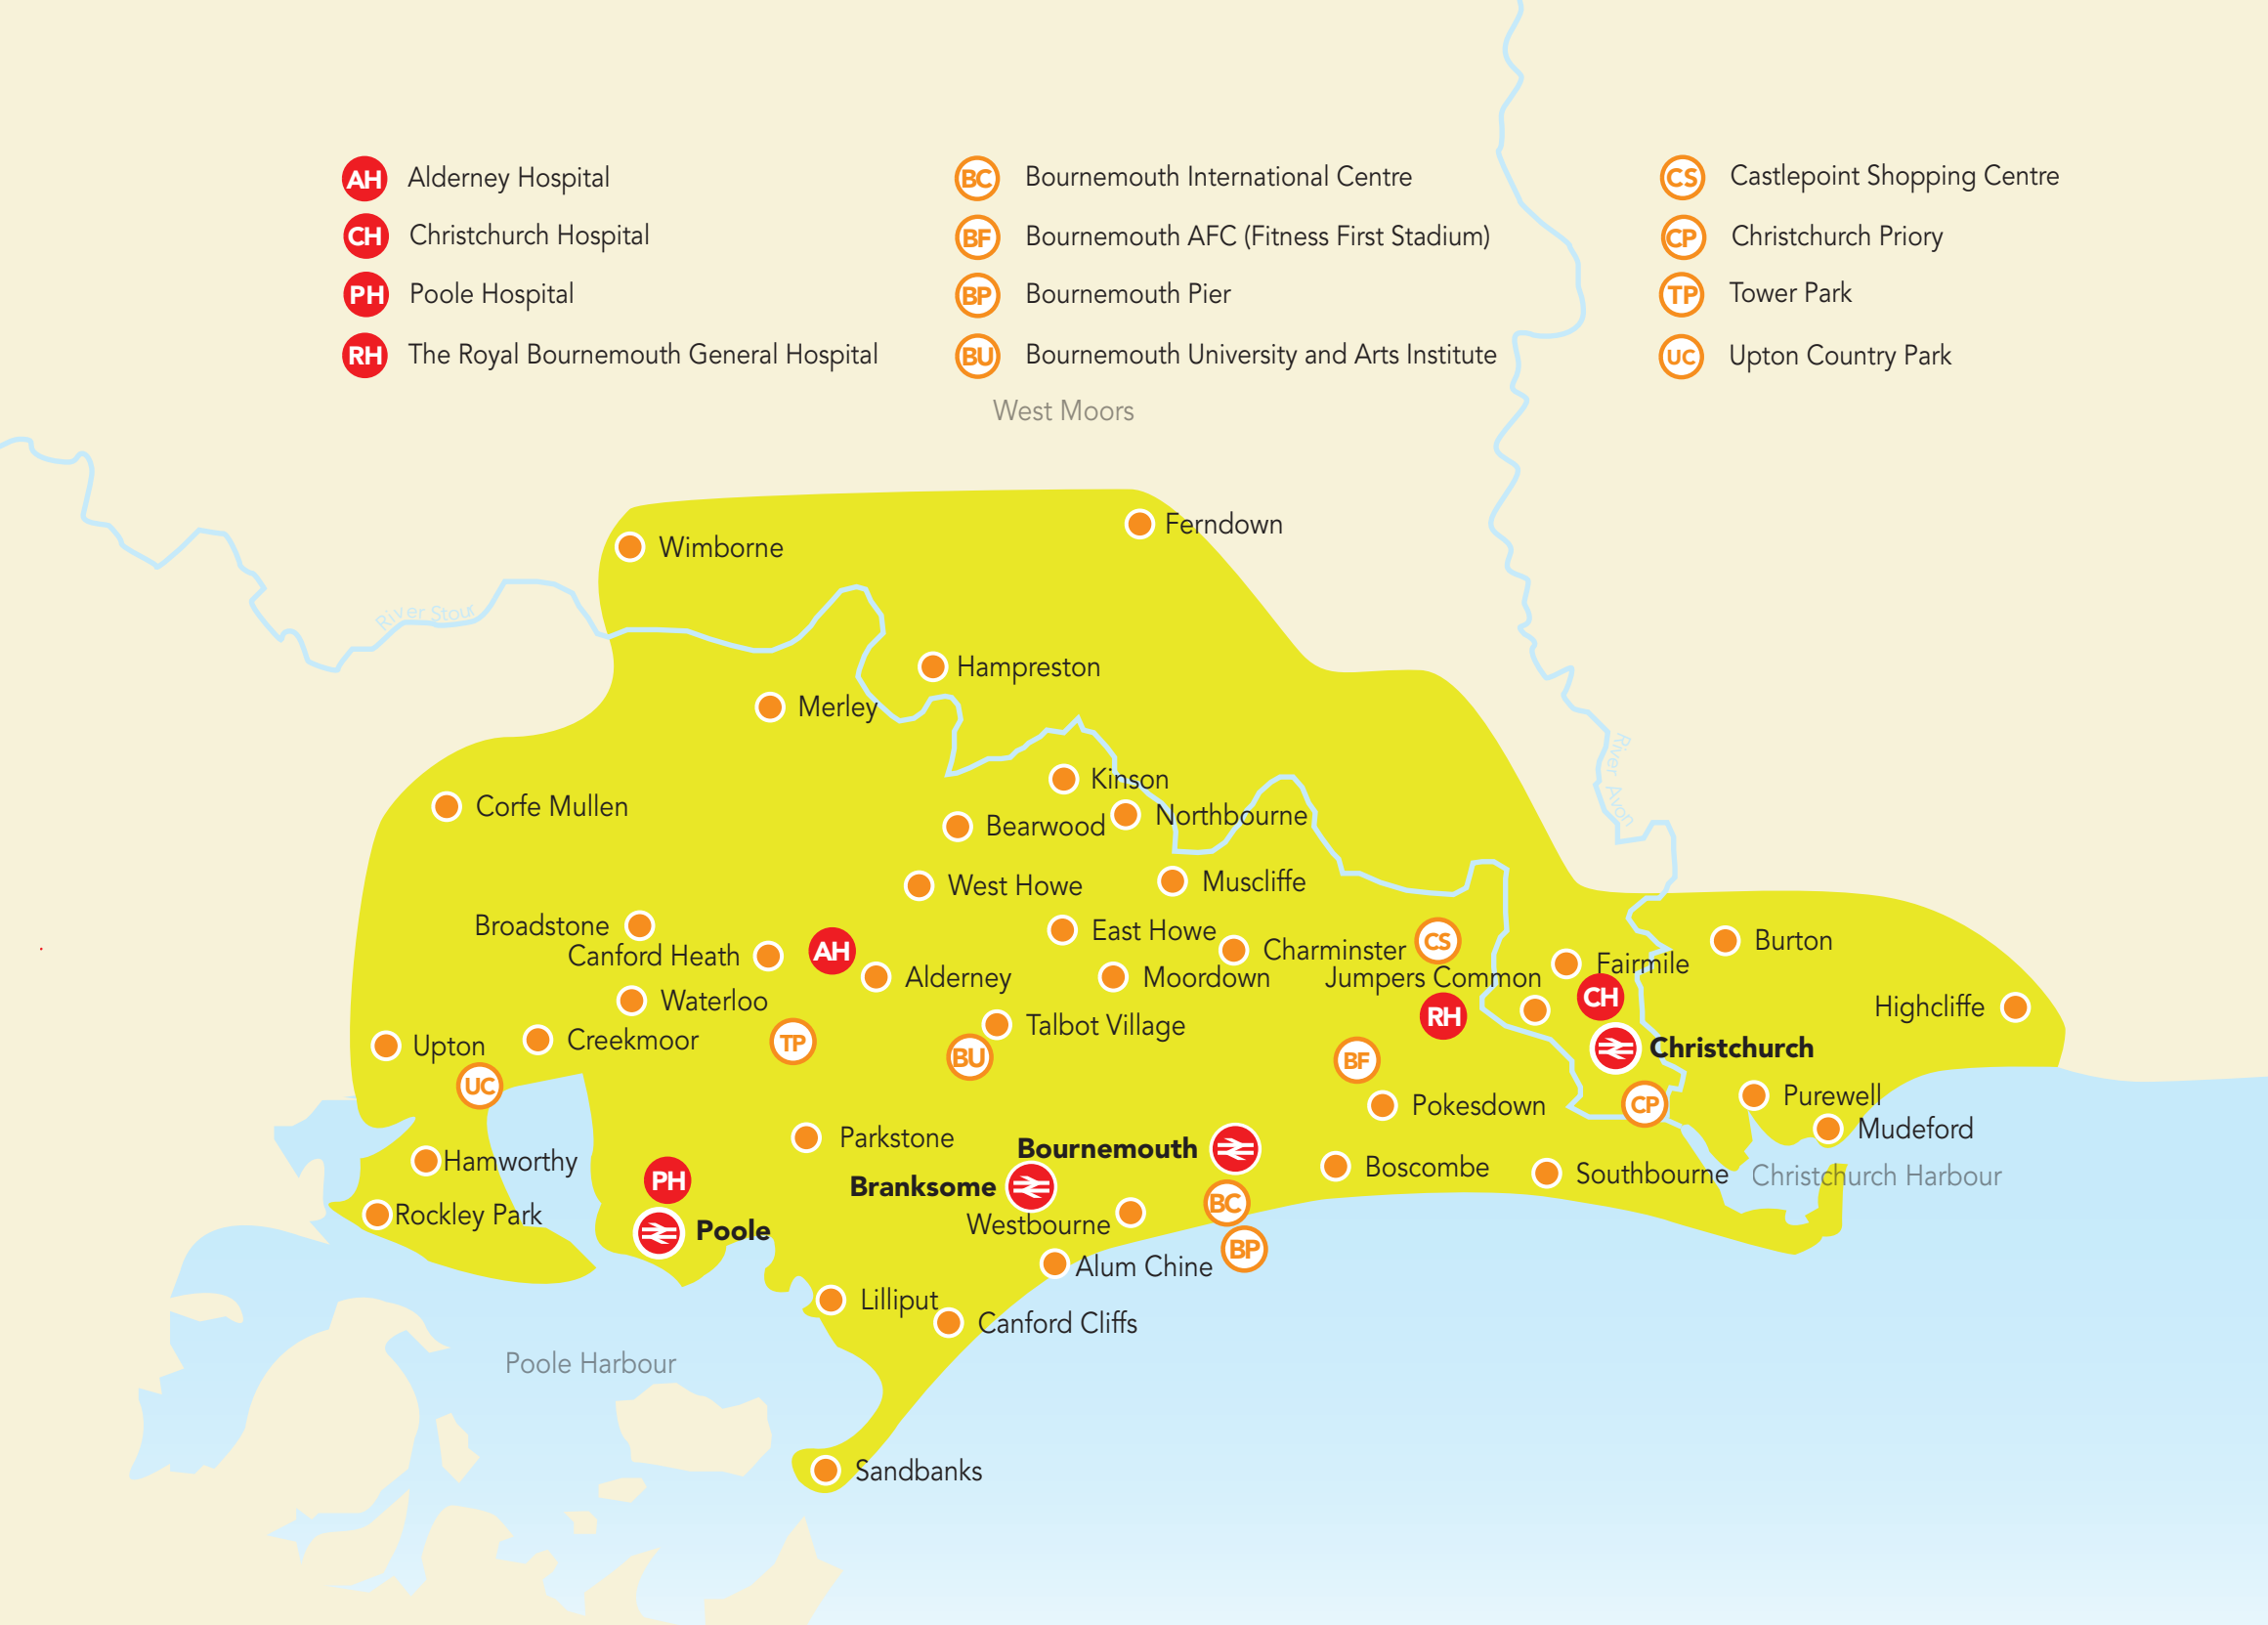 AH Alderney Hospital
CH Christchurch Hospital
PH Poole Hospital
RH The Royal Bournemouth General Hospital
BC Bournemouth International Centre
BF Bournemouth AFC (Fitness First Stadium)
BP Bournemouth Pier
BU Bournemouth University and Arts Institute
CS Castlepoint Shopping Centre
CP Christchurch Priory
TP Tower Park
UC Upton Country Park
West Moors
Ferndown
Wimborne
River Stour
Hampreston
Merley
River Avon
Kinson
Corfe Mullen
Northbourne
Bearwood
West Howe
Muscliffe
Broadstone
East Howe
CS
Burton
Charminster
AH
Canford Heath
Fairmile
Alderney
Moordown
Jumpers Common
CH
Waterloo
Highcliffe
RH
Talbot Village
Creekmoor
TP
Upton
Christchurch
BU
BF
UC
Purewell
CP
Pokesdown
Mudeford
Parkstone
Bournemouth
Hamworthy
Boscombe
Southbourne
Christchurch Harbour
PH
Branksome
BC
Rockley Park
Westbourne
Poole
BP
Alum Chine
Lilliput
Canford Cliffs
Poole Harbour
Sandbanks